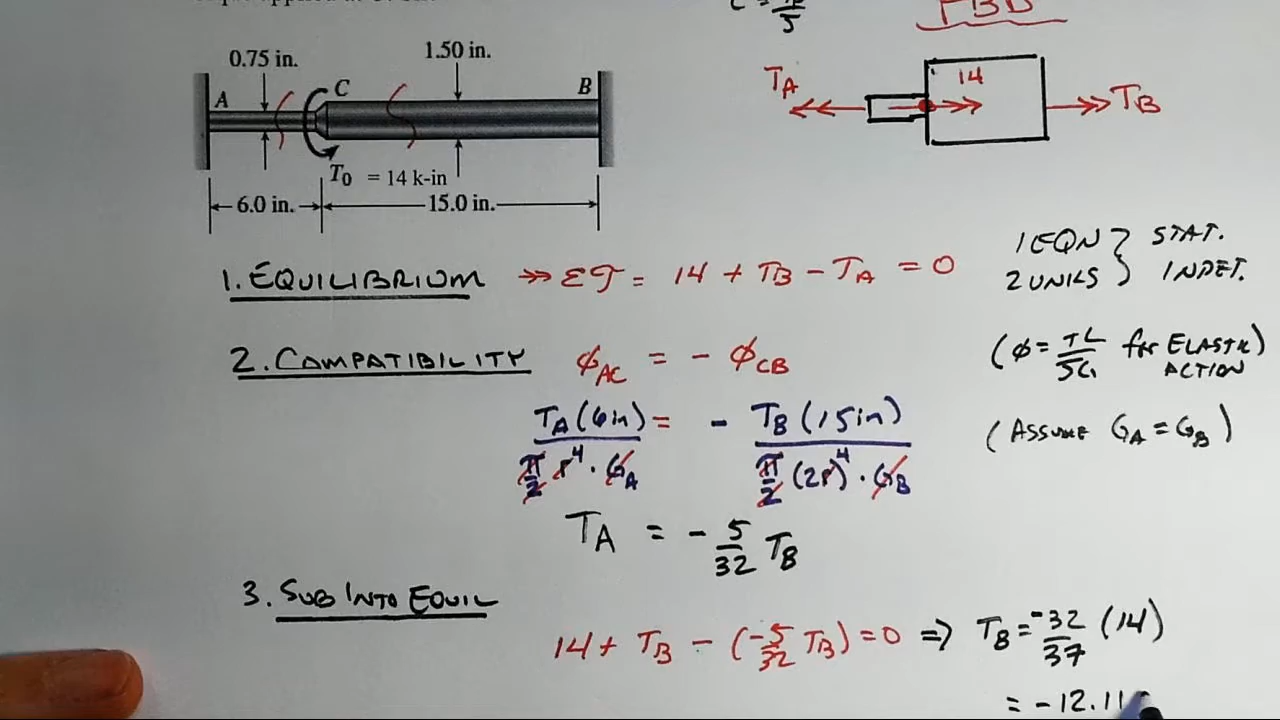 FBD
5
0.75 in.
1.50 in.
A
C
B
T0 = 14 k-in
6.0 in.
15.0 in.
TA
14
TB
1. EQUILIBRIUM →» ΣT = 14 + TB - TA = 0
1 EQN } STAT.
2 UNKS } INDET.
2. COMPATIBILITY φAC = - φCB
(φ = TL/JG for ELASTIC ACTION)
TA(6in) / (π/2 r⁴ · GA) = - TB(15in) / (π/2 (2r)⁴ · GB)
(ASSUME GA = GB)
TA = - 5/32 TB
3. SUB INTO EQUIL
14 + TB - (-5/32 TB) = 0 ⇒ TB = -32/37 (14)
= -12.11